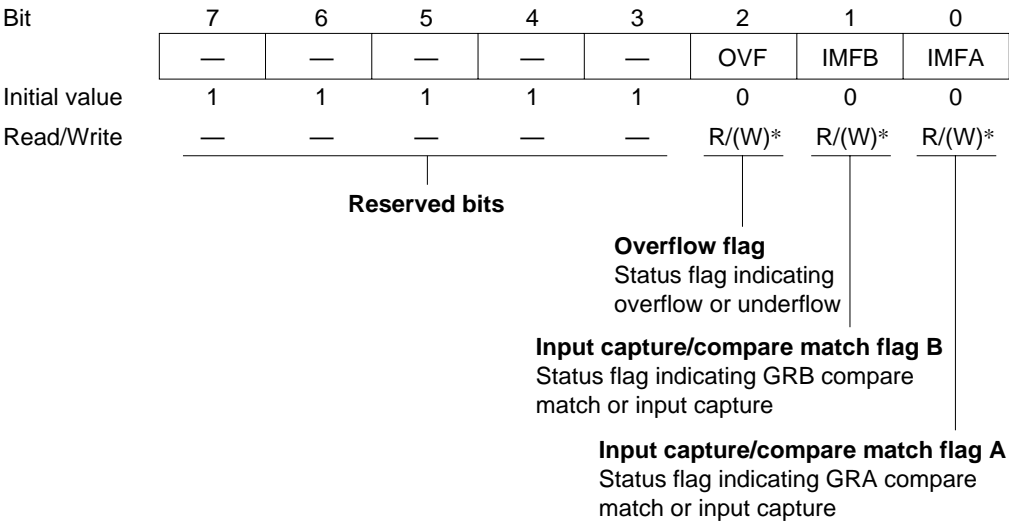 Bit 7 6 5 4 3 2 1 0
— — — — — OVF IMFB IMFA
Initial value 1 1 1 1 1 0 0 0
Read/Write — — — — — R/(W)* R/(W)* R/(W)*
Reserved bits
Overflow flag
Status flag indicating
overflow or underflow
Input capture/compare match flag B
Status flag indicating GRB compare
match or input capture
Input capture/compare match flag A
Status flag indicating GRA compare
match or input capture